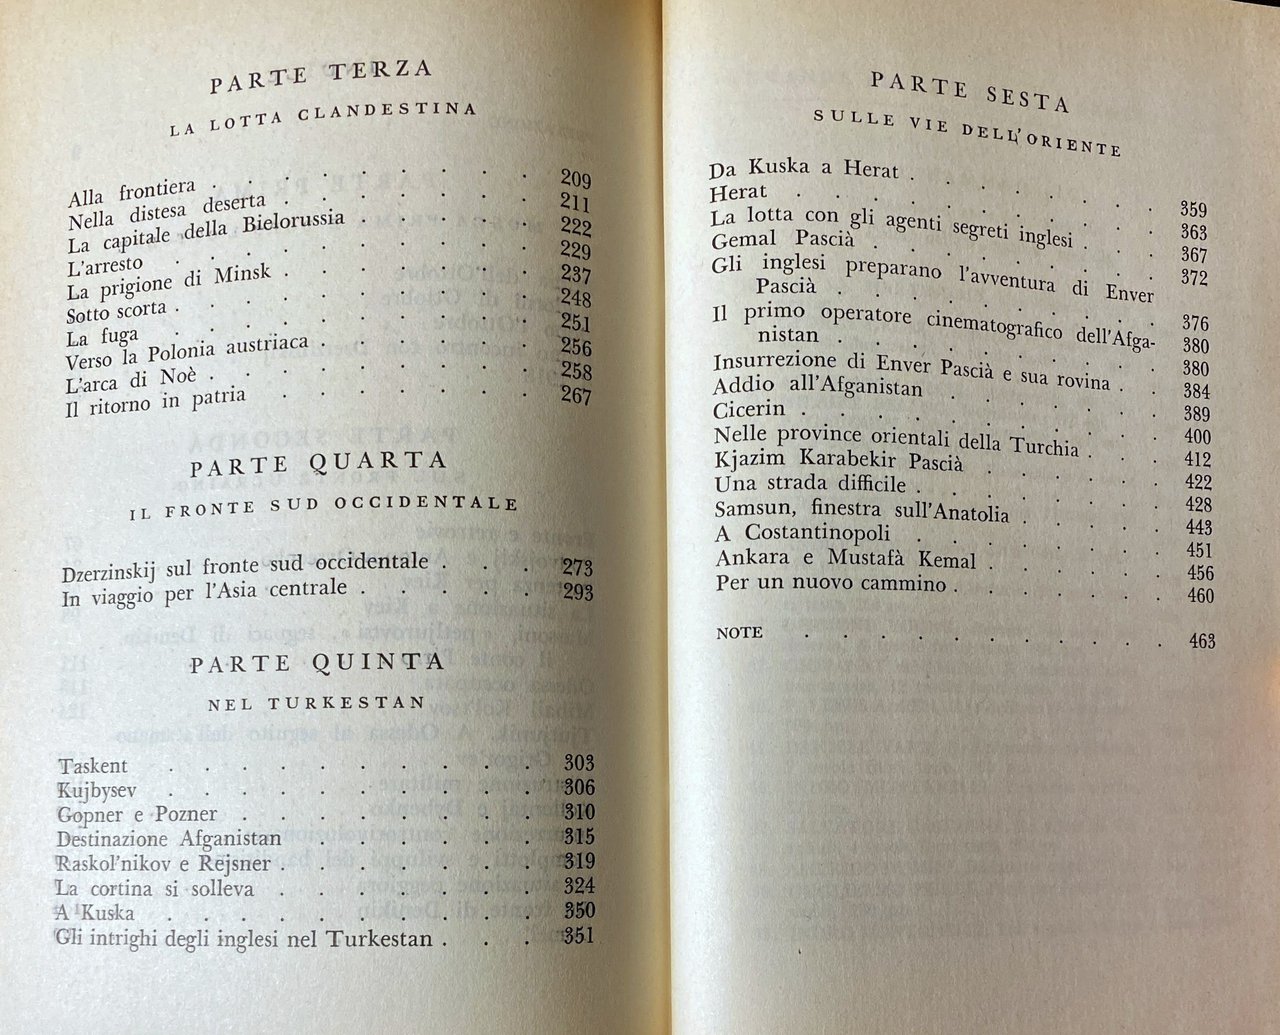 PARTE TERZA
LA LOTTA CLANDESTINA
Alla frontiera . . . . . . . . 209
Nella distesa deserta . . . . . . 211
La capitale della Bielorussia . . . . 222
L'arresto . . . . . . . . . 229
La prigione di Minsk . . . . . . 237
Sotto scorta . . . . . . . . 248
La fuga . . . . . . . . . 251
Verso la Polonia austriaca . . . . . 256
L'arca di Noè . . . . . . . . 258
Il ritorno in patria . . . . . . 267
PARTE QUARTA
IL FRONTE SUD OCCIDENTALE
Dzerzinskij sul fronte sud occidentale . . . 273
In viaggio per l'Asia centrale . . . . . 293
PARTE QUINTA
NEL TURKESTAN
Taskent . . . . . . . . . 303
Kujbysev . . . . . . . . . 306
Gopner e Pozner . . . . . . . 310
Destinazione Afganistan . . . . . 315
Raskol'nikov e Rejsner . . . . . . 319
La cortina si solleva . . . . . . 324
A Kuska . . . . . . . . . 350
Gli intrighi degli inglesi nel Turkestan . . . 351
PARTE SESTA
SULLE VIE DELL'ORIENTE
Da Kuska a Herat . . . . . . . 359
Herat . . . . . . . . . . 363
La lotta con gli agenti segreti inglesi . . . 367
Gemal Pascià . . . . . . . . 372
Gli inglesi preparano l'avventura di Enver
Pascià . . . . . . . . . 376
Il primo operatore cinematografico dell'Afga- 380
nistan . . . . . . . . . 380
Insurrezione di Enver Pascià e sua rovina . . 384
Addio all'Afganistan . . . . . . 389
Cicerin . . . . . . . . . 400
Nelle province orientali della Turchia . . . 412
Kjazim Karabekir Pascià . . . . . 422
Una strada difficile . . . . . . . 428
Samsun, finestra sull'Anatolia . . . . 443
A Costantinopoli . . . . . . . 451
Ankara e Mustafà Kemal . . . . . 456
Per un nuovo cammino . . . . . . 460
NOTE . . . . . . . . . . 463